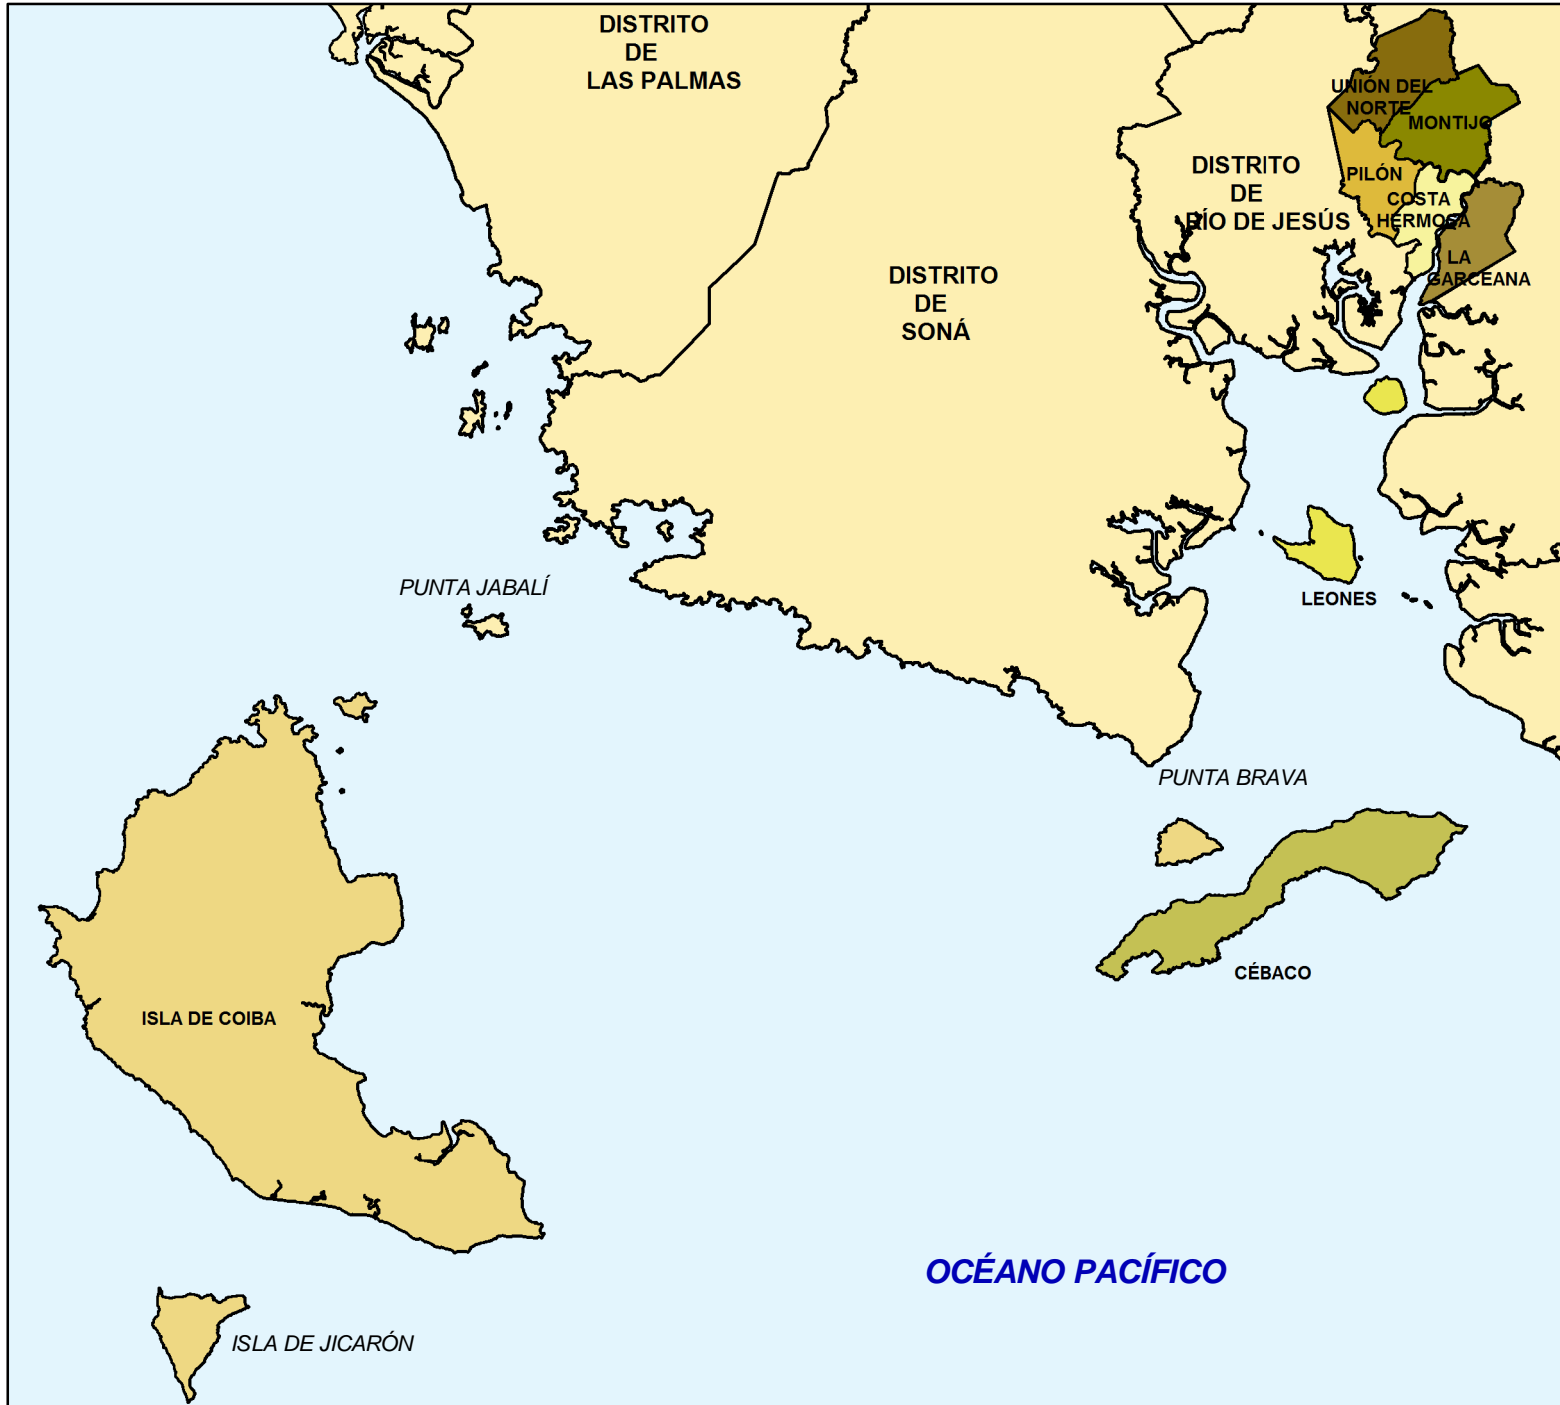 DISTRITO
DE
LAS PALMAS
UNIÓN DEL
NORTE
MONTIJO
DISTRITO
DE
RÍO DE JESÚS
PILÓN
COSTA
HERMOSA
LA
GARCEANA
DISTRITO
DE
SONÁ
PUNTA JABALÍ
LEONES
PUNTA BRAVA
CÉBACO
ISLA DE COIBA
OCÉANO PACÍFICO
ISLA DE JICARÓN